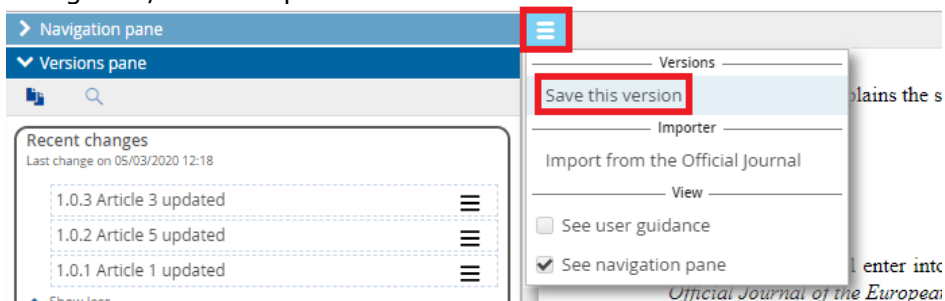 Navigation pane
Versions pane
Recent changes
Last change on 05/03/2020 12:18
1.0.3 Article 3 updated
1.0.2 Article 5 updated
1.0.1 Article 1 updated
Show less
Versions
Save this version
Importer
Import from the Official Journal
View
See user guidance
See navigation pane
plains the s
enter into
Official Journal of the European